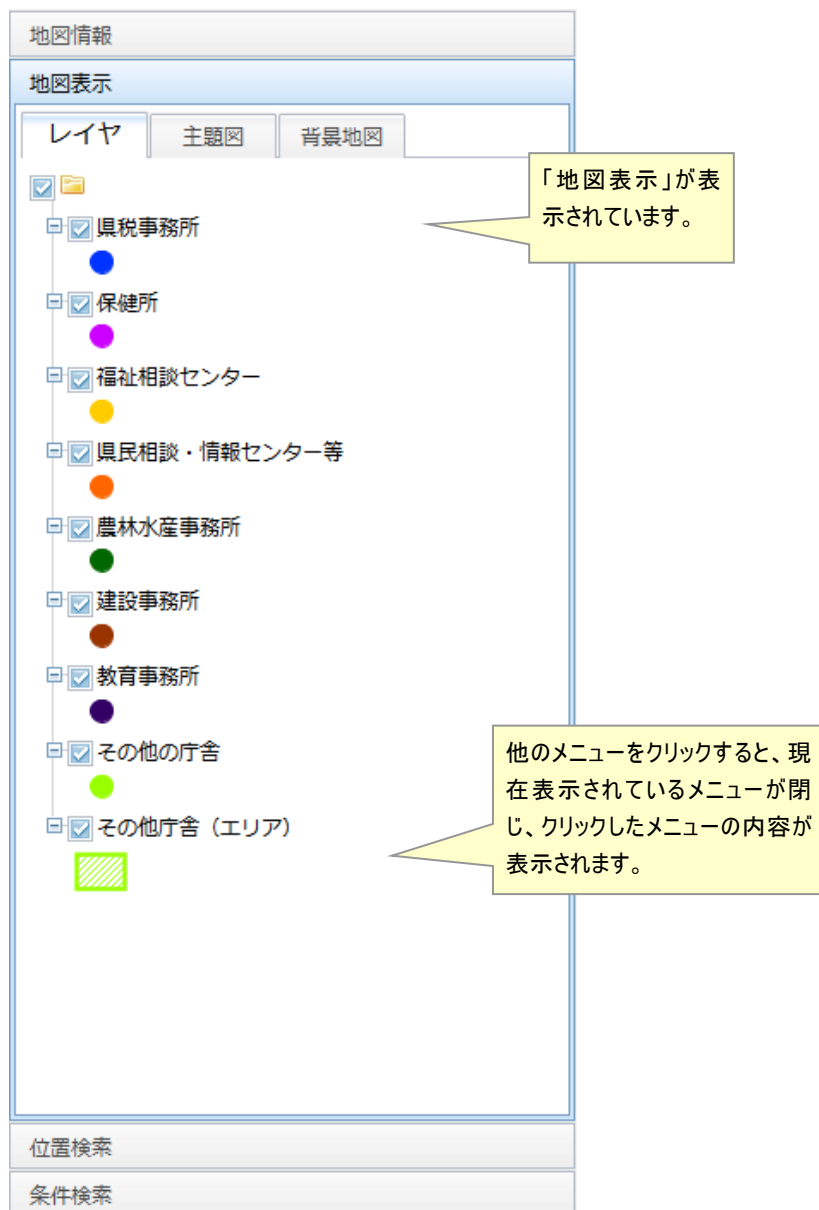 地図情報
地図表示
レイヤ 主題図 背景地図
「地図表示」が表
示されています。
県税事務所
保健所
福祉相談センター
県民相談・情報センター等
農林水産事務所
建設事務所
教育事務所
その他の庁舎
その他庁舎（エリア）
他のメニューをクリックすると、現
在表示されているメニューが閉
じ、クリックしたメニューの内容が
表示されます。
位置検索
条件検索